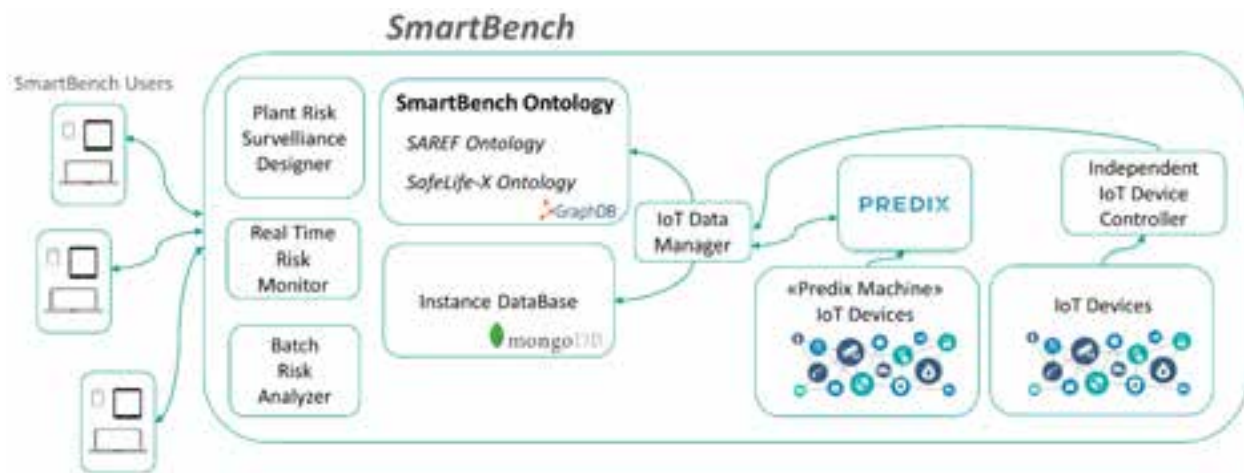 SmartBench
SmartBench Users
Plant Risk
Survelliance
Designer
SmartBench Ontology
SAREF Ontology
SafeLife-X Ontology
GraphDB
Real Time
Risk
Monitor
Instance DataBase
mongoDB
Batch
Risk
Analyzer
IoT Data
Manager
PREDIX
Independent
IoT Device
Controller
«Predix Machine»
IoT Devices
IoT Devices